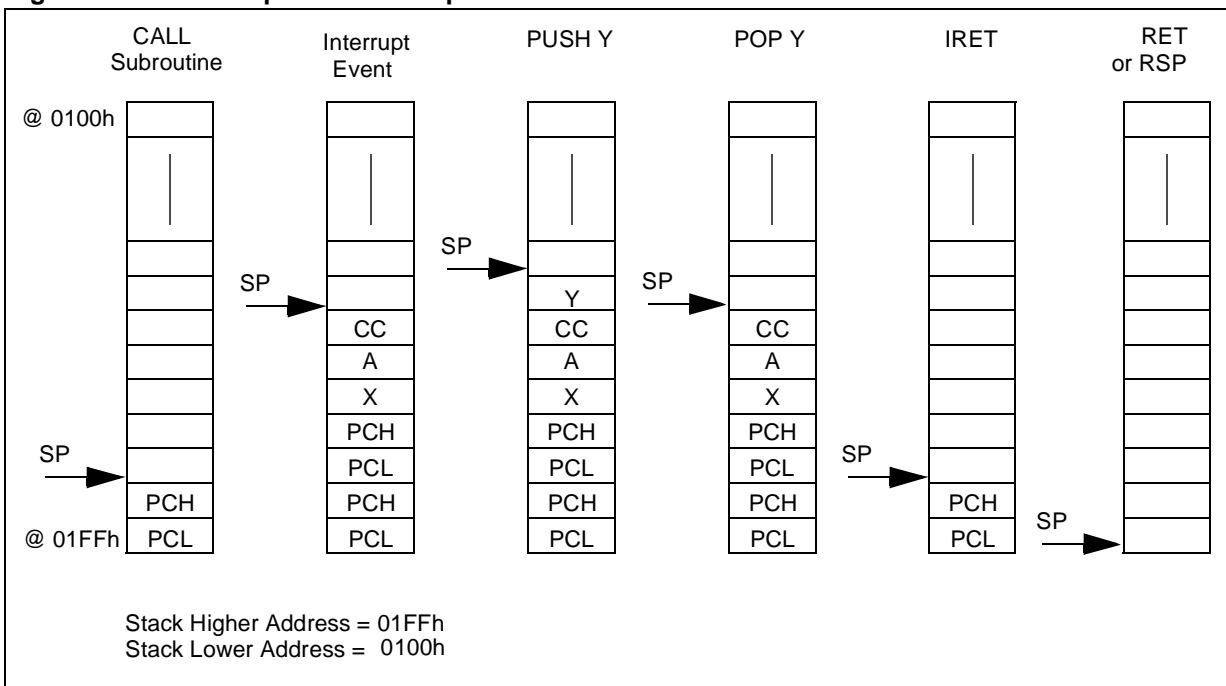 CALL
Subroutine
Interrupt
Event
PUSH Y
POP Y
IRET
RET
or RSP
@ 0100h
SP
SP
SP
Y
CC
CC
CC
A
A
A
X
X
X
PCH
PCH
PCH
SP
SP
PCL
PCL
PCL
PCH
PCH
PCH
PCH
PCH
SP
@ 01FFh
PCL
PCL
PCL
PCL
PCL
Stack Higher Address = 01FFh
Stack Lower Address = 0100h